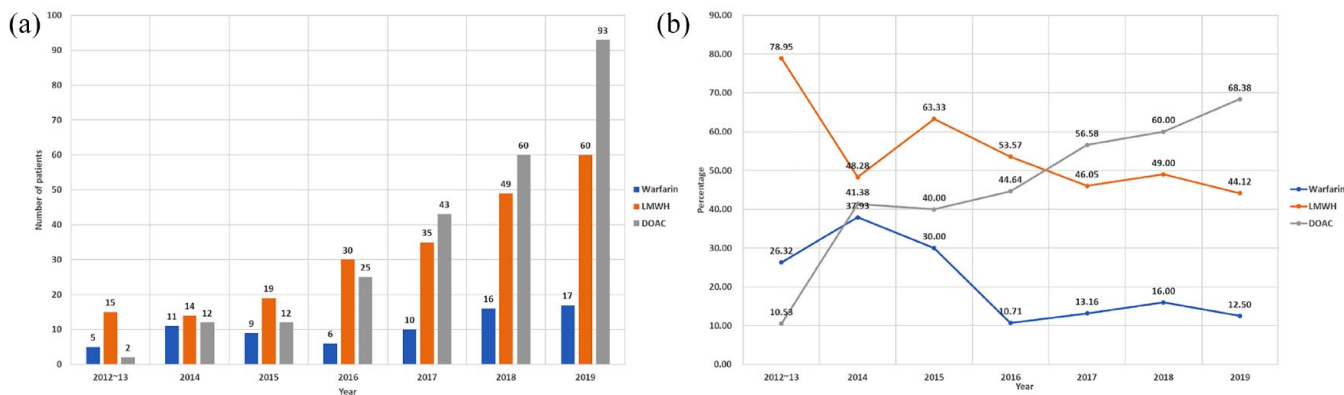 (a)
100
90
80
70
60
50
40
30
20
10
0
Number of patients
5 15 2
11 14 12
9 19 12
6 30 25
10 35 43
16 49 60
17 60 93
2012~13 2014 2015 2016 2017 2018 2019
Year
Warfarin
LMWH
DOAC
(b)
90.00
80.00
70.00
60.00
50.00
40.00
30.00
20.00
10.00
0.00
Percentage
78.95 48.28 63.33 53.57 46.05 49.00 44.12
10.53 41.38 40.00 44.64 56.58 60.00 68.38
26.32 37.93 30.00 10.71 13.16 16.00 12.50
2012~13 2014 2015 2016 2017 2018 2019
Year
Warfarin
LMWH
DOAC